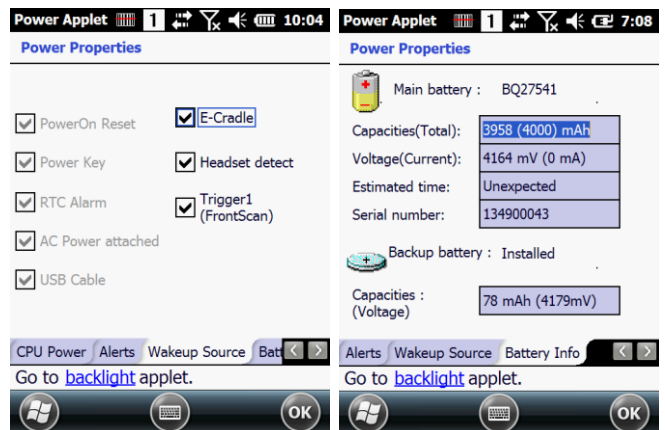 Power Applet 1 10:04
Power Properties
PowerOn Reset
E-Cradle
Power Key
Headset detect
RTC Alarm
Trigger1
(FrontScan)
AC Power attached
USB Cable
CPU Power Alerts Wakeup Source Batt
Go to backlight applet.
OK
Power Applet 1 7:08
Power Properties
Main battery : BQ27541
Capacities(Total): 3958 (4000) mAh
Voltage(Current): 4164 mV (0 mA)
Estimated time: Unexpected
Serial number: 134900043
Backup battery : Installed
Capacities :
(Voltage)
78 mAh (4179mV)
Alerts Wakeup Source Battery Info
Go to backlight applet.
OK